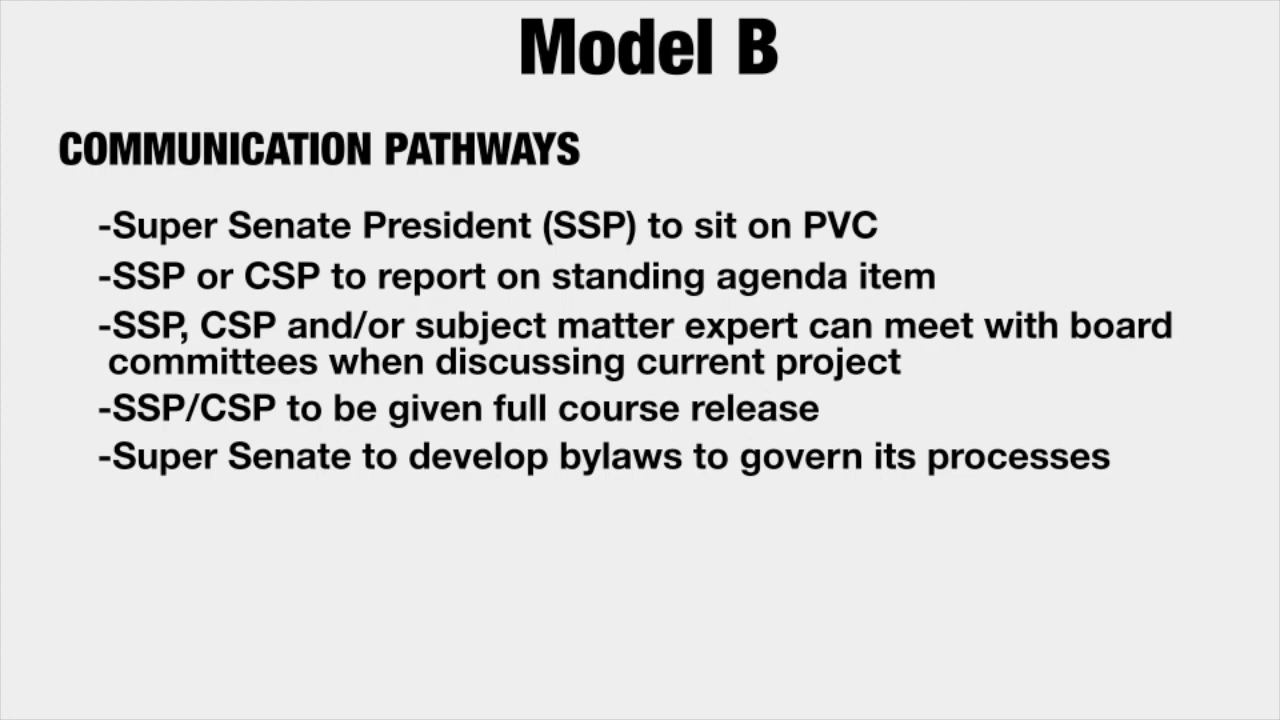 Model B
COMMUNICATION PATHWAYS
-Super Senate President (SSP) to sit on PVC
-SSP or CSP to report on standing agenda item
-SSP, CSP and/or subject matter expert can meet with board
committees when discussing current project
-SSP/CSP to be given full course release
-Super Senate to develop bylaws to govern its processes